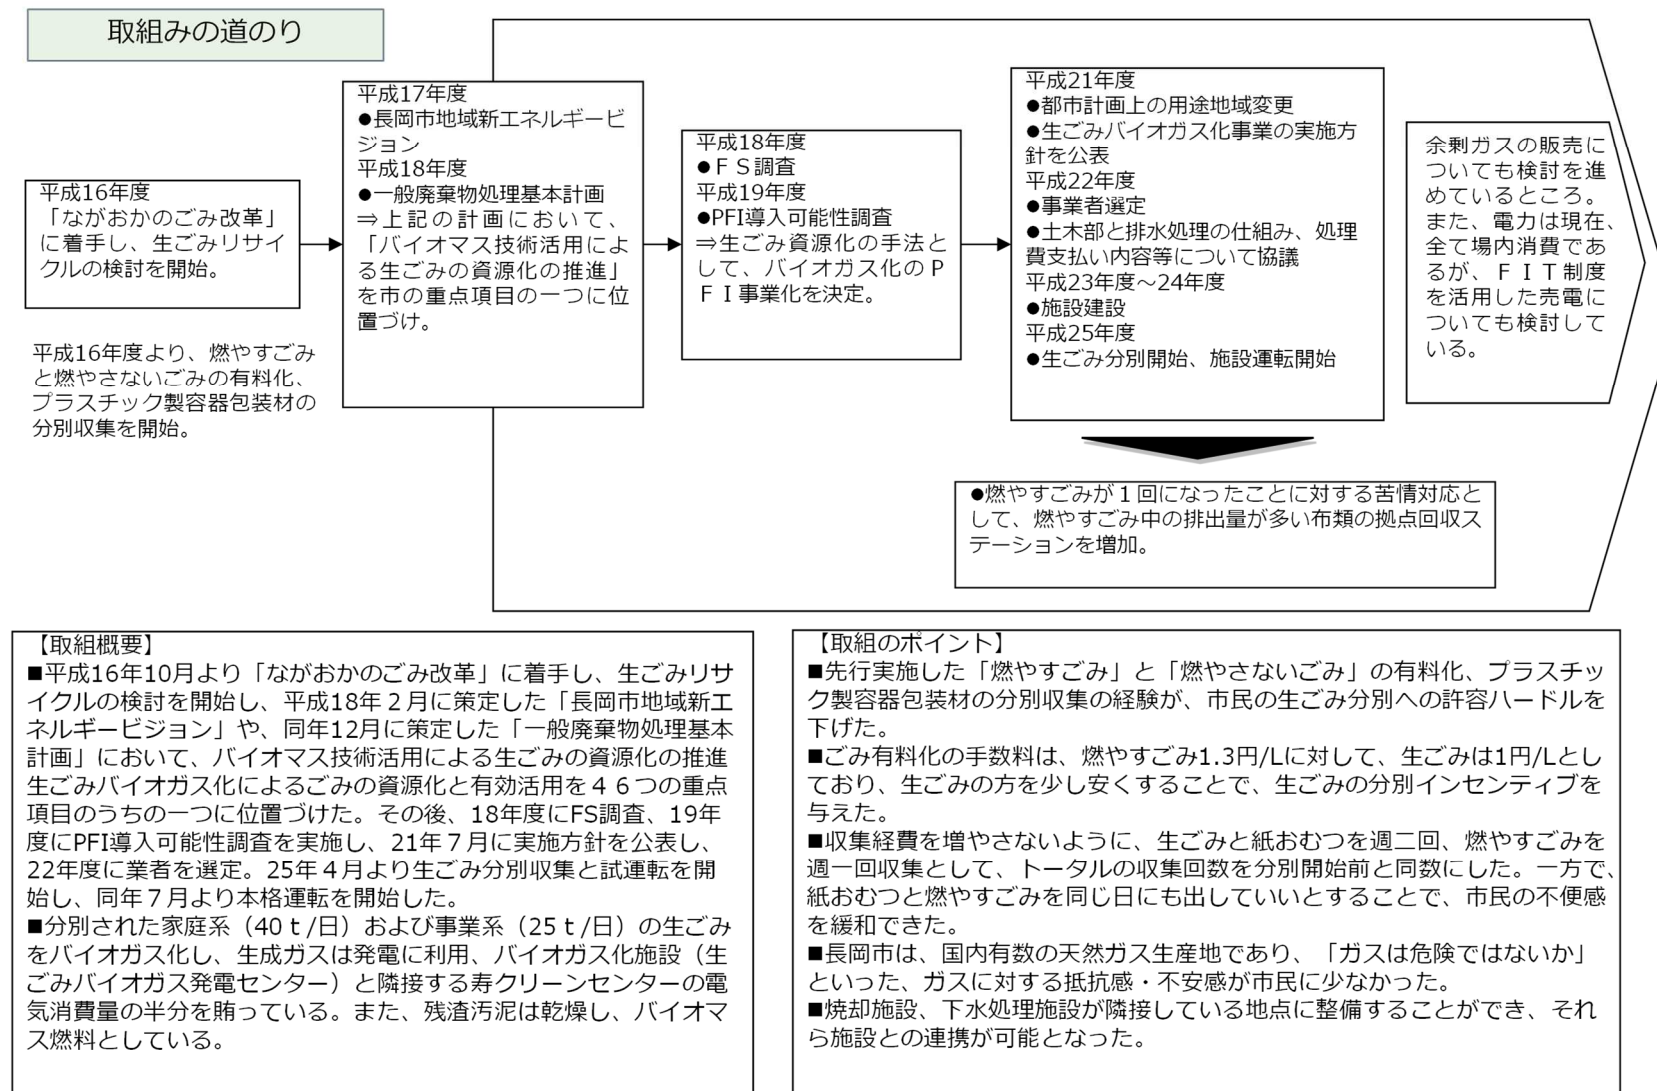 取組みの道のり
平成16年度
「ながおかのごみ改革」
に着手し、生ごみリサイ
クルの検討を開始。
平成16年度より、燃やすごみ
と燃やさないごみの有料化、
プラスチック製容器包装材の
分別収集を開始。
平成17年度
●長岡市地域新エネルギービ
ジョン
平成18年度
●一般廃棄物処理基本計画
⇒上記の計画において、
「バイオマス技術活用によ
る生ごみの資源化の推進」
を市の重点項目の一つに位
置づけ。
平成18年度
●ＦＳ調査
平成19年度
●PFI導入可能性調査
⇒生ごみ資源化の手法と
して、バイオガス化のＰ
ＦＩ事業化を決定。
平成21年度
●都市計画上の用途地域変更
●生ごみバイオガス化事業の実施方
針を公表
平成22年度
●事業者選定
●土木部と排水処理の仕組み、処理
費支払い内容等について協議
平成23年度～24年度
●施設建設
平成25年度
●生ごみ分別開始、施設運転開始
余剰ガスの販売に
ついても検討を進
めているところ。
また、電力は現在、
全て場内消費であ
るが、ＦＩＴ制度
を活用した売電に
ついても検討して
いる。
●燃やすごみが１回になったことに対する苦情対応と
して、燃やすごみ中の排出量が多い布類の拠点回収ス
テーションを増加。
【取組概要】
■平成16年10月より「ながおかのごみ改革」に着手し、生ごみリサ
イクルの検討を開始し、平成18年２月に策定した「長岡市地域新エ
ネルギービジョン」や、同年12月に策定した「一般廃棄物処理基本
計画」において、バイオマス技術活用による生ごみの資源化の推進
生ごみバイオガス化によるごみの資源化と有効活用を４６つの重点
項目のうちの一つに位置づけた。その後、18年度にFS調査、19年
度にPFI導入可能性調査を実施し、21年７月に実施方針を公表し、
22年度に業者を選定。25年４月より生ごみ分別収集と試運転を開
始し、同年７月より本格運転を開始した。
■分別された家庭系（40ｔ/日）および事業系（25ｔ/日）の生ごみ
をバイオガス化し、生成ガスは発電に利用、バイオガス化施設（生
ごみバイオガス発電センター）と隣接する寿クリーンセンターの電
気消費量の半分を賄っている。また、残渣汚泥は乾燥し、バイオマ
ス燃料としている。
【取組のポイント】
■先行実施した「燃やすごみ」と「燃やさないごみ」の有料化、プラスチッ
ク製容器包装材の分別収集の経験が、市民の生ごみ分別への許容ハードルを
下げた。
■ごみ有料化の手数料は、燃やすごみ1.3円/Lに対して、生ごみは1円/Lとし
ており、生ごみの方を少し安くすることで、生ごみの分別インセンティブを
与えた。
■収集経費を増やさないように、生ごみと紙おむつを週二回、燃やすごみを
週一回収集として、トータルの収集回数を分別開始前と同数にした。一方で、
紙おむつと燃やすごみを同じ日にも出していいとすることで、市民の不便感
を緩和できた。
■長岡市は、国内有数の天然ガス生産地であり、「ガスは危険ではないか」
といった、ガスに対する抵抗感・不安感が市民に少なかった。
■焼却施設、下水処理施設が隣接している地点に整備することができ、それ
ら施設との連携が可能となった。